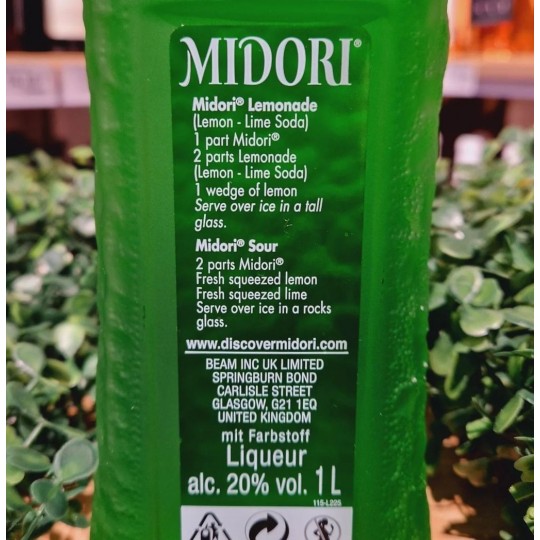 MIDORI®
Midori® Lemonade
(Lemon - Lime Soda)
1 part Midori®
2 parts Lemonade
(Lemon - Lime Soda)
1 wedge of lemon
Serve over ice in a tall
glass.
Midori® Sour
2 parts Midori®
Fresh squeezed lemon
Fresh squeezed lime
Serve over ice in a rocks
glass.
www.discovermidori.com
BEAM INC UK LIMITED
SPRINGBURN BOND
CARLISLE STREET
GLASGOW, G21 1EQ
UNITED KINGDOM
mit Farbstoff
Liqueur
alc. 20% vol. 1 L